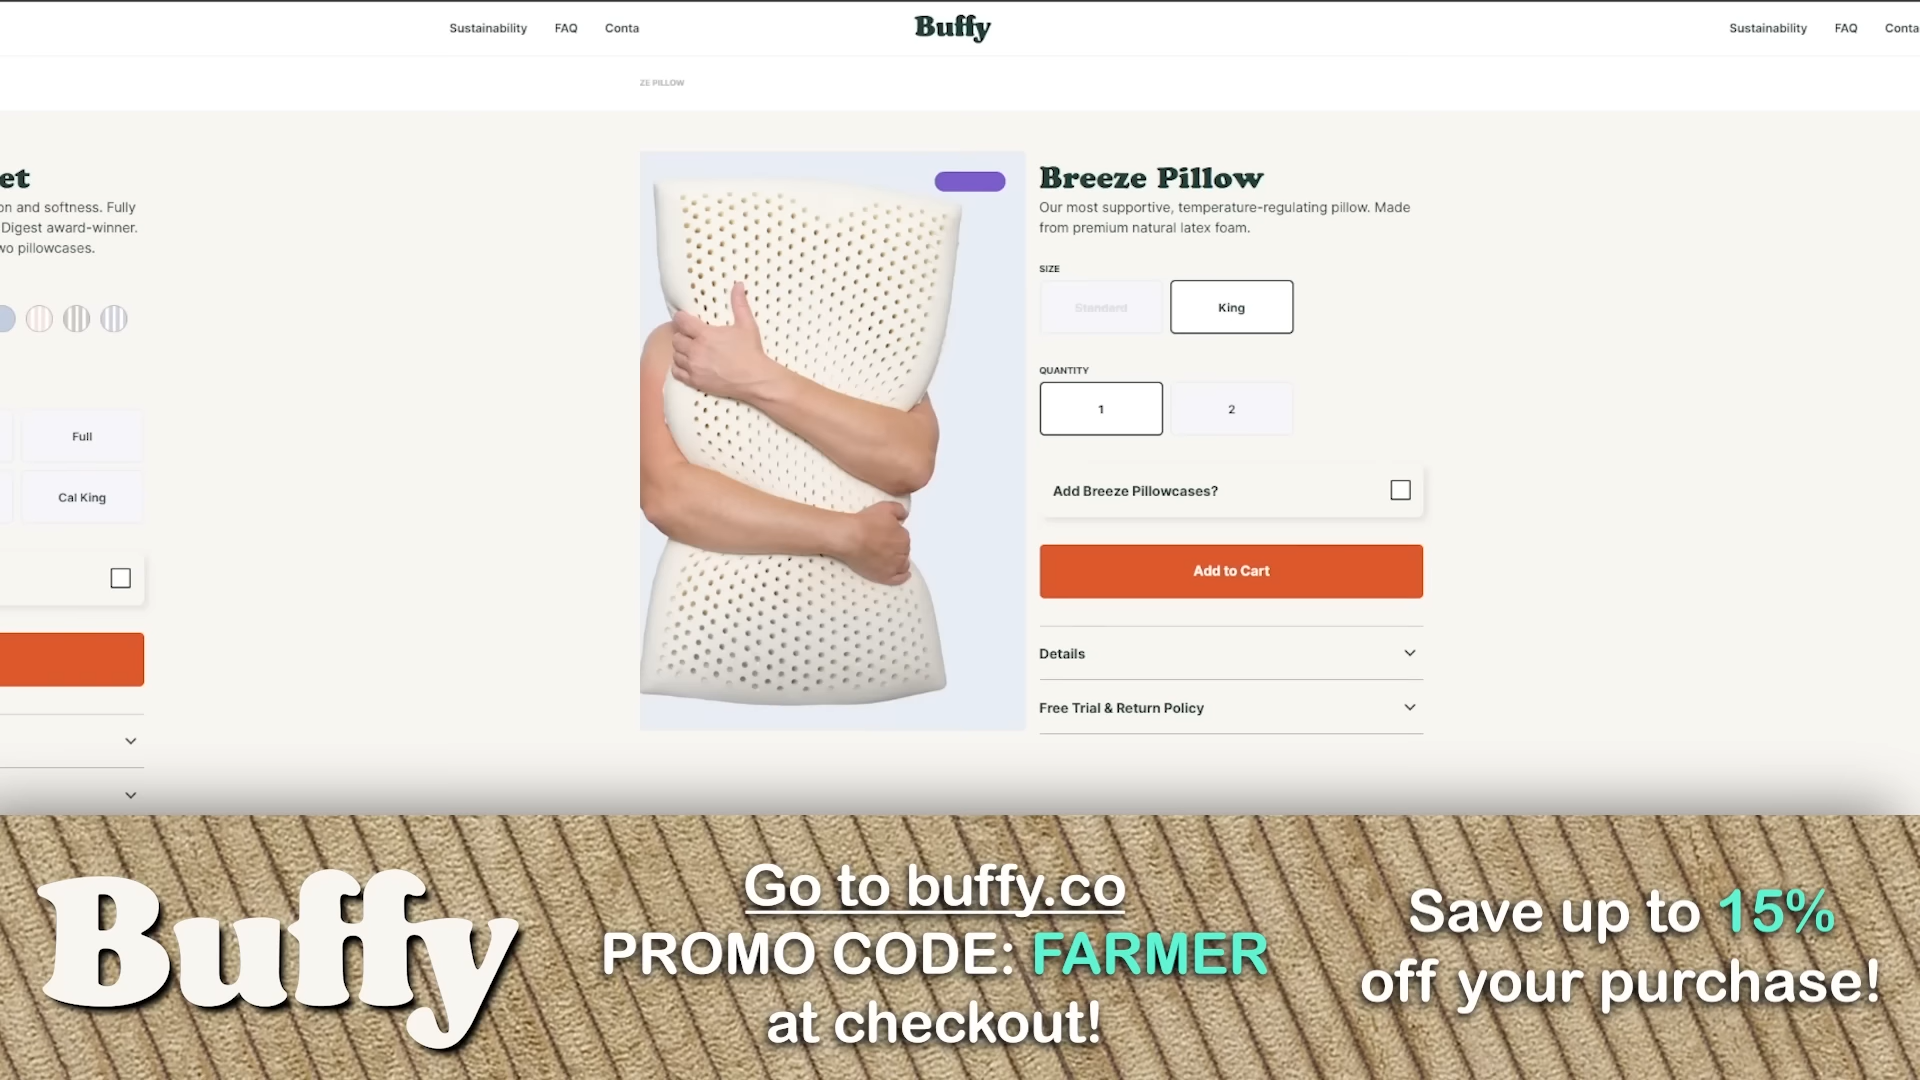 Sustainability FAQ Conta
Buffy
Sustainability FAQ Conta
ZE PILLOW
et
on and softness. Fully
Digest award-winner.
wo pillowcases.
Full
Cal King
Breeze Pillow
Our most supportive, temperature-regulating pillow. Made
from premium natural latex foam.
SIZE
Standard
King
QUANTITY
1
2
Add Breeze Pillowcases?
Add to Cart
Details
Free Trial & Return Policy
Buffy
Go to buffy.co
PROMO CODE: FARMER
at checkout!
Save up to 15%
off your purchase!